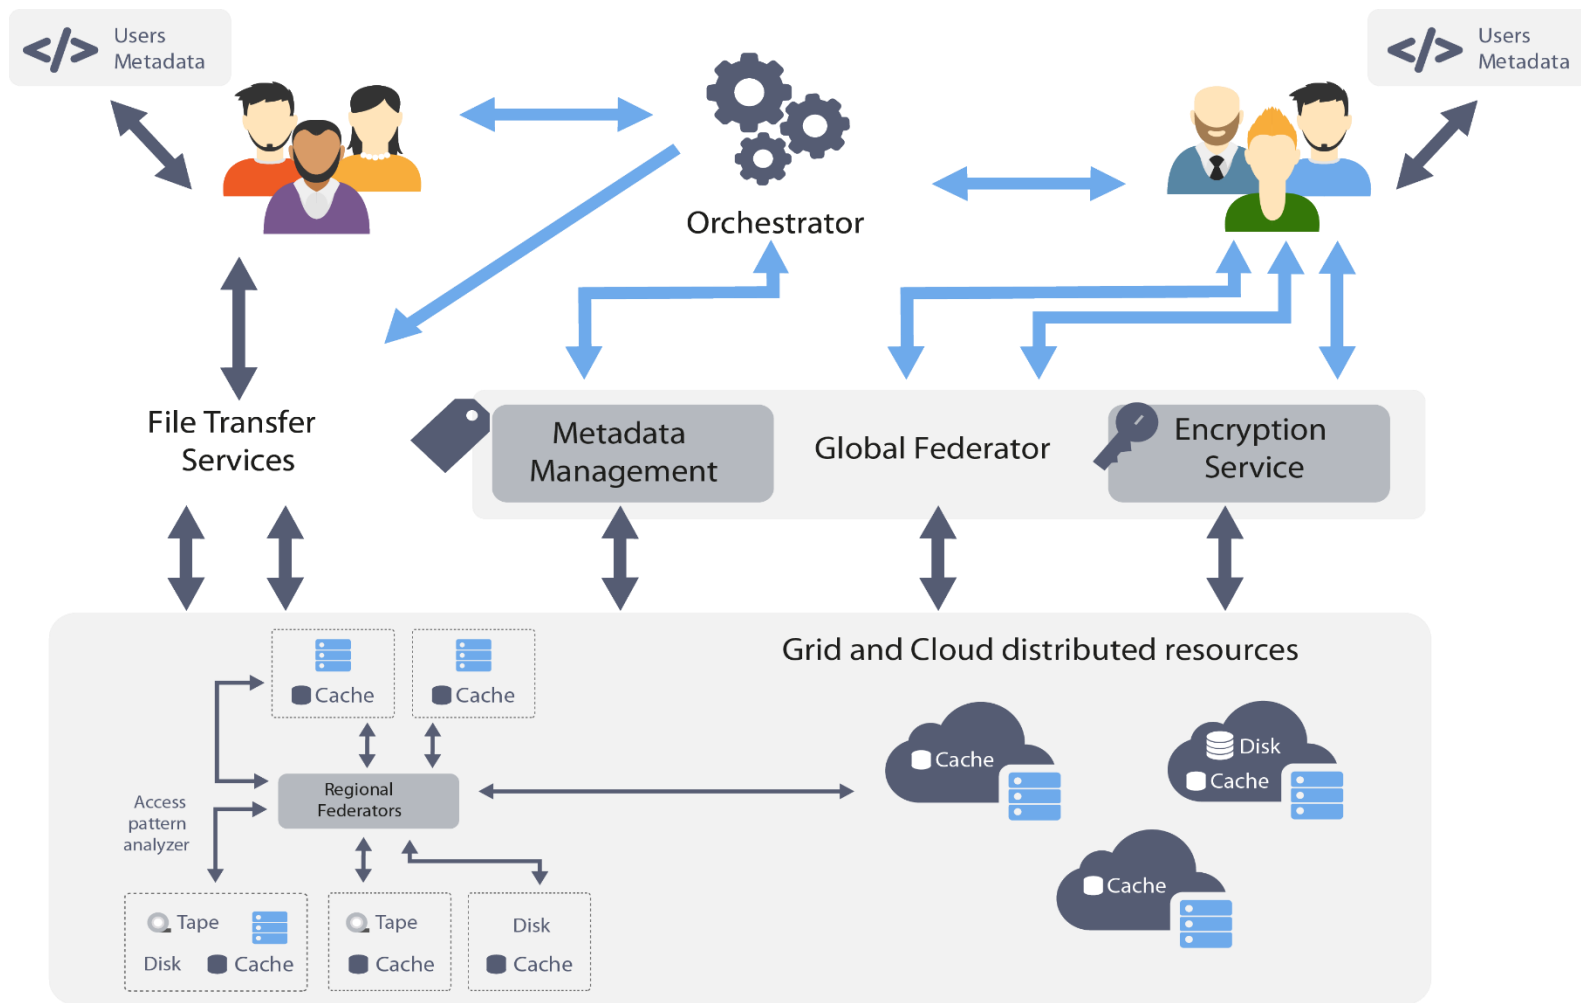 Users
Metadata
Users
Metadata
Orchestrator
File Transfer
Services
Metadata
Management
Global Federator
Encryption
Service
Grid and Cloud distributed resources
Cache
Cache
Regional
Federators
Access
pattern
analyzer
Cache
Disk
Cache
Cache
Tape
Disk
Cache
Tape
Cache
Disk
Cache